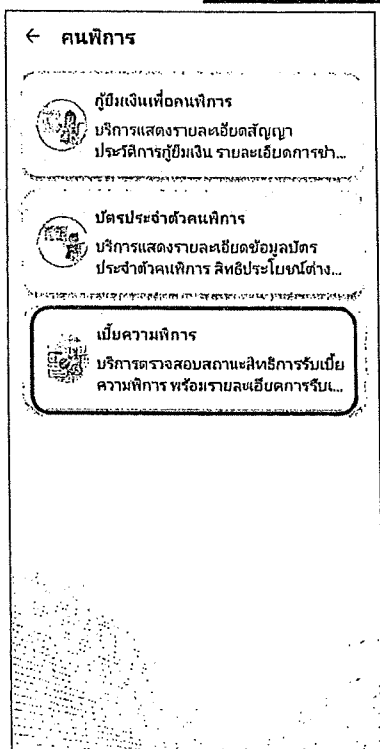 ← คนพิการ
กู้ยืมเงินเพื่อคนพิการ
บริการแสดงรายละเอียดสัญญา
ประวัติการกู้ยืมเงิน รายละเอียดการชำ...
บัตรประจำตัวคนพิการ
บริการแสดงรายละเอียดข้อมูลบัตร
ประจำตัวคนพิการ สิทธิประโยชน์ต่าง...
เบี้ยความพิการ
บริการตรวจสอบสถานะสิทธิการรับเบี้ย
ความพิการ พร้อมรายละเอียดการรับเ...